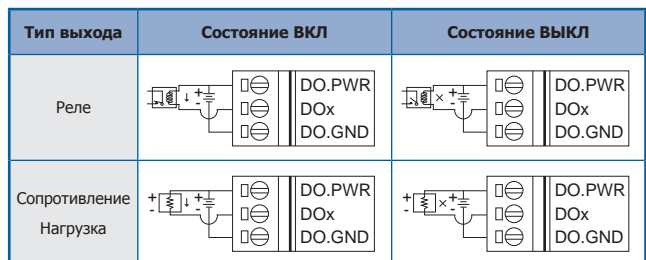 Тип выхода
Состояние ВКЛ
Состояние ВЫКЛ
Реле
+
-
DO.PWR
DOx
DO.GND
+
-
DO.PWR
DOx
DO.GND
Сопротивление
Нагрузка
+
-
+
-
DO.PWR
DOx
DO.GND
+
-
+
-
DO.PWR
DOx
DO.GND